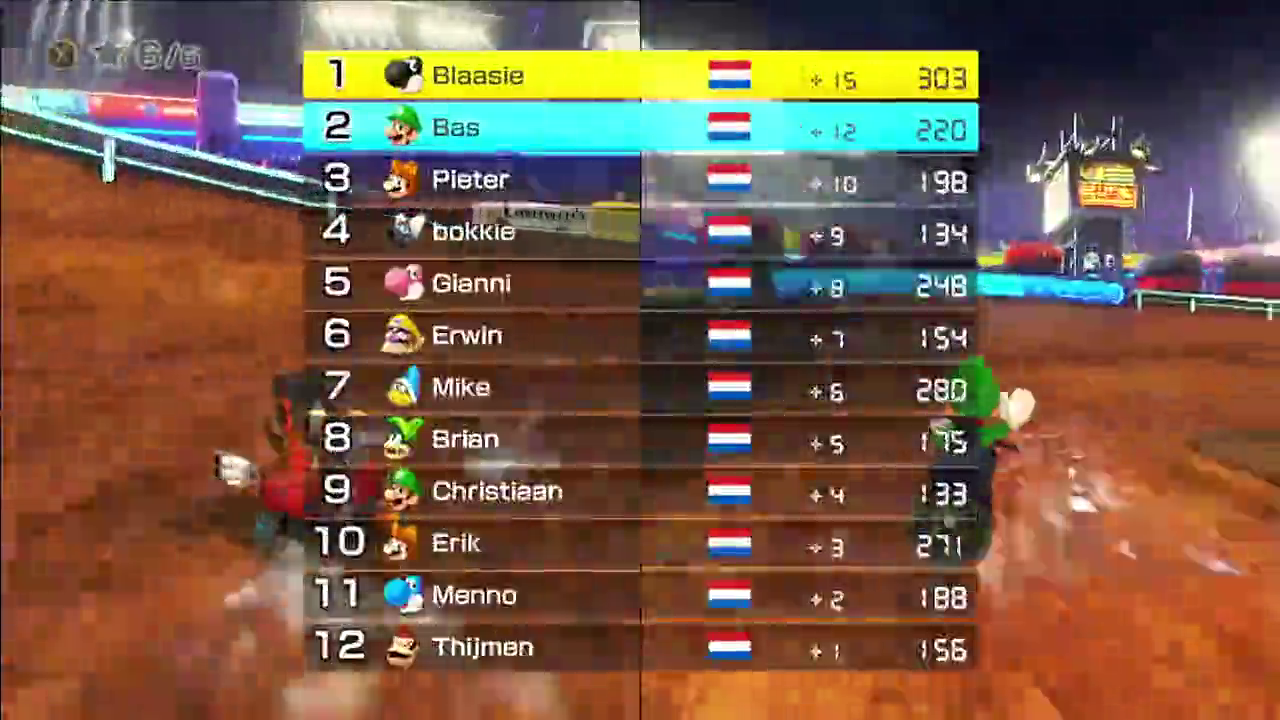 6/6
1 Blaasie +15 303
2 Bas +12 220
3 Pieter +10 198
4 bokkie +9 134
5 Gianni +8 248
6 Erwin +7 154
7 Mike +6 280
8 Brian +5 175
9 Christiaan +4 133
10 Erik +3 271
11 Menno +2 188
12 Thijmen +1 156